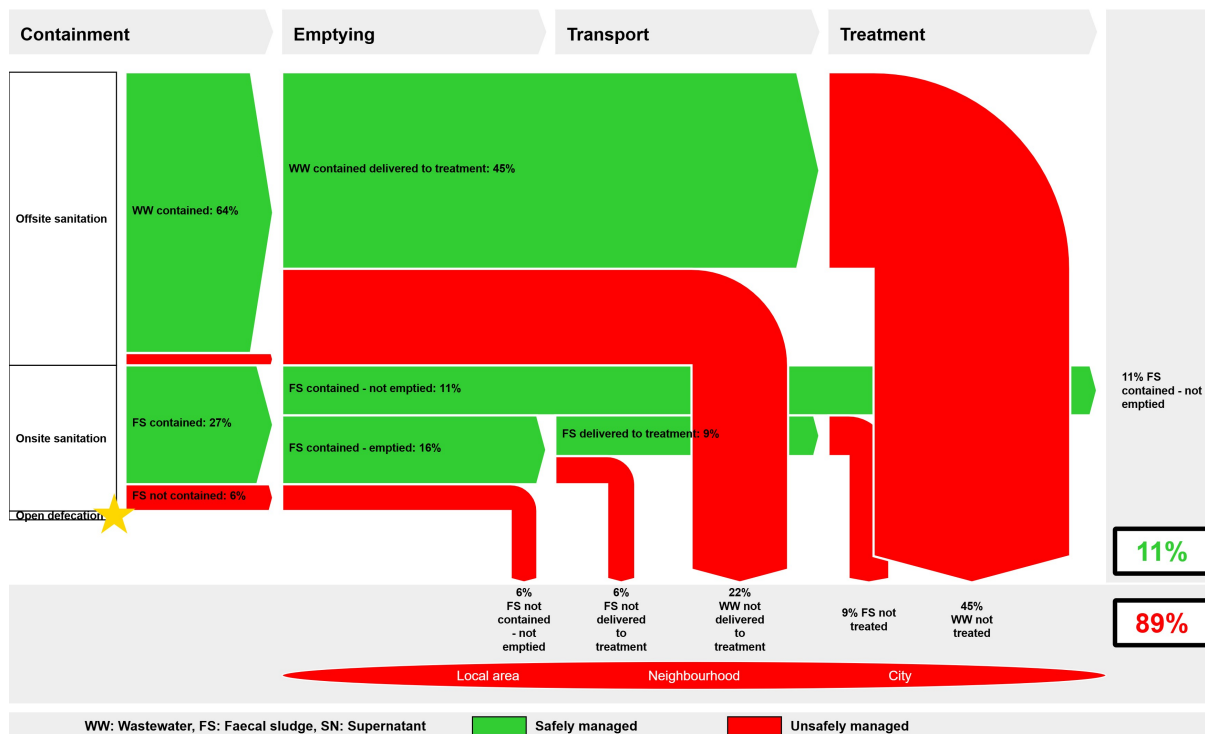 Containment
Emptying
Transport
Treatment
Offsite sanitation
WW contained: 64%
WW contained delivered to treatment: 45%
Onsite sanitation
FS contained: 27%
FS contained - not emptied: 11%
11% FS
contained - not
emptied
FS contained - emptied: 16%
FS delivered to treatment: 9%
FS not contained: 6%
Open defecation
11%
6%
FS not
contained
- not
emptied
6%
FS not
delivered
to
treatment
22%
WW not
delivered
to
treatment
9% FS not
treated
45%
WW not
treated
89%
Local area
Neighbourhood
City
WW: Wastewater, FS: Faecal sludge, SN: Supernatant
Safely managed
Unsafely managed